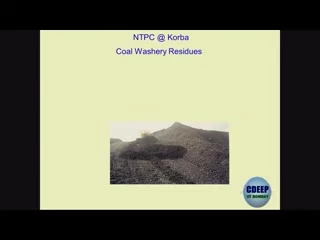 NTPC @ Korba
Coal Washery Residues
CDEEP
IIT BOMBAY